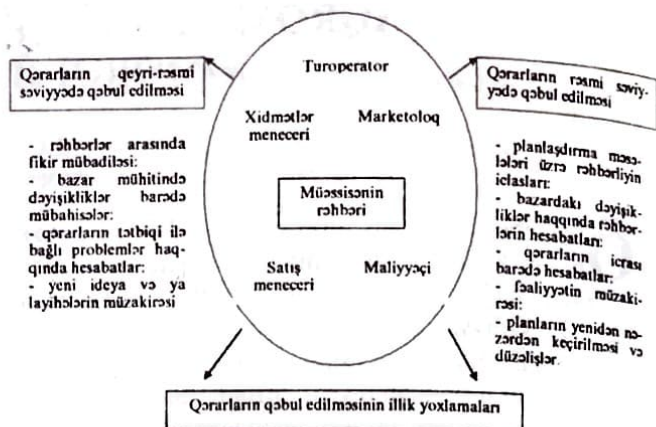 Qərarların qeyri-rəsmi
səviyyədə qəbul edilməsi
- rəhbərlər arasında
fikir mübadiləsi:
- bazar mühitində
dəyişikliklər barədə
mübahisələr:
- qərarların tətbiqi ilə
bağlı problemlər haq-
qında hesabatlar:
- yeni ideya və ya
layihələrin müzakirəsi
Turoperator
Xidmətlər
meneceri
Marketoloq
Müəssisənin
rəhbəri
Satış
meneceri
Maliyyəçi
Qərarların rəsmi səviy-
yədə qəbul edilməsi
- planlaşdırma məsə-
lələri üzrə rəhbərliyin
iclasları:
- bazardakı dəyişik-
liklər haqqında rəhbər-
lərin hesabatları:
- qərarların icrası
barədə hesabatlar:
- fəaliyyətin müzaki-
rəsi:
- planların yenidən nə-
zərdən keçirilməsi və
düzəlişlər.
Qərarların qəbul edilməsinin illik yoxlamaları